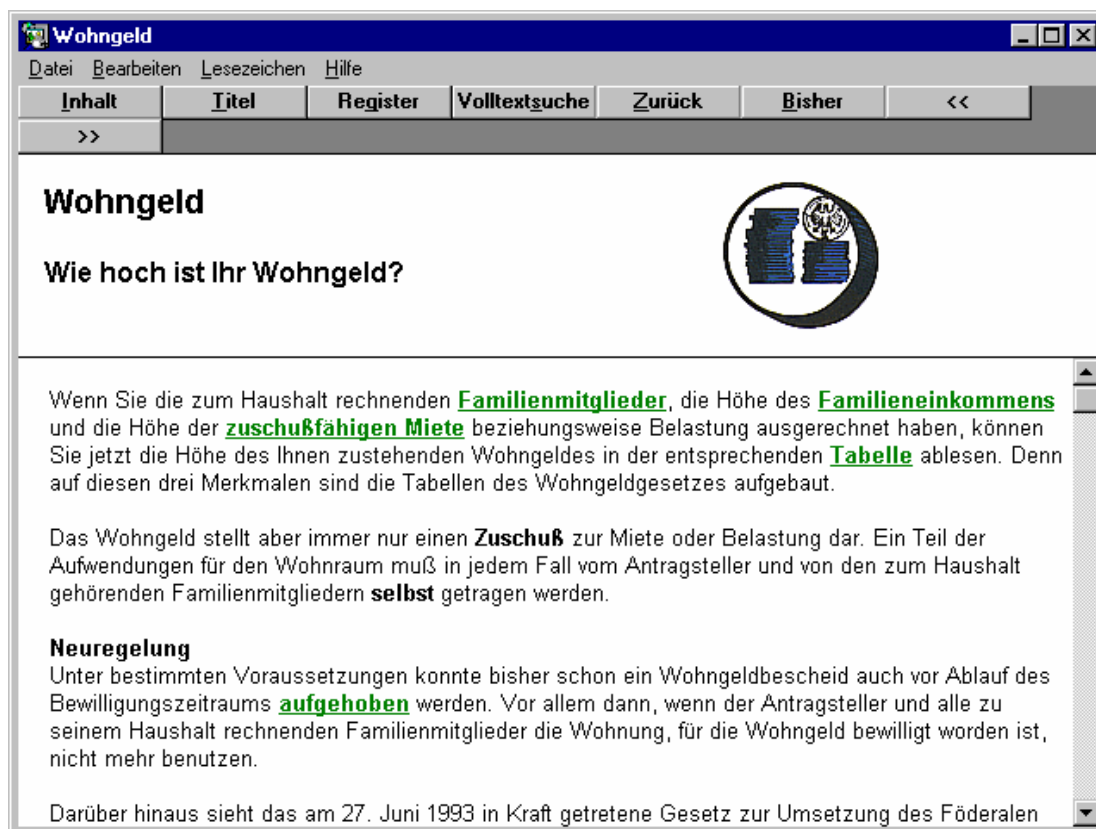 Wohngeld
Datei Bearbeiten Lesezeichen Hilfe
Inhalt Titel Register Volltextsuche Zurück Bisher <<
>>
Wohngeld
Wie hoch ist Ihr Wohngeld?
Wenn Sie die zum Haushalt rechnenden Familienmitglieder, die Höhe des Familieneinkommens
und die Höhe der zuschußfähigen Miete beziehungsweise Belastung ausgerechnet haben, können
Sie jetzt die Höhe des Ihnen zustehenden Wohngeldes in der entsprechenden Tabelle ablesen. Denn
auf diesen drei Merkmalen sind die Tabellen des Wohngeldgesetzes aufgebaut.
Das Wohngeld stellt aber immer nur einen Zuschuß zur Miete oder Belastung dar. Ein Teil der
Aufwendungen für den Wohnraum muß in jedem Fall vom Antragsteller und von den zum Haushalt
gehörenden Familienmitgliedern selbst getragen werden.
Neuregelung
Unter bestimmten Voraussetzungen konnte bisher schon ein Wohngeldbescheid auch vor Ablauf des
Bewilligungszeitraums aufgehoben werden. Vor allem dann, wenn der Antragsteller und alle zu
seinem Haushalt rechnenden Familienmitglieder die Wohnung, für die Wohngeld bewilligt worden ist,
nicht mehr benutzen.
Darüber hinaus sieht das am 27. Juni 1993 in Kraft getretene Gesetz zur Umsetzung des Föderalen